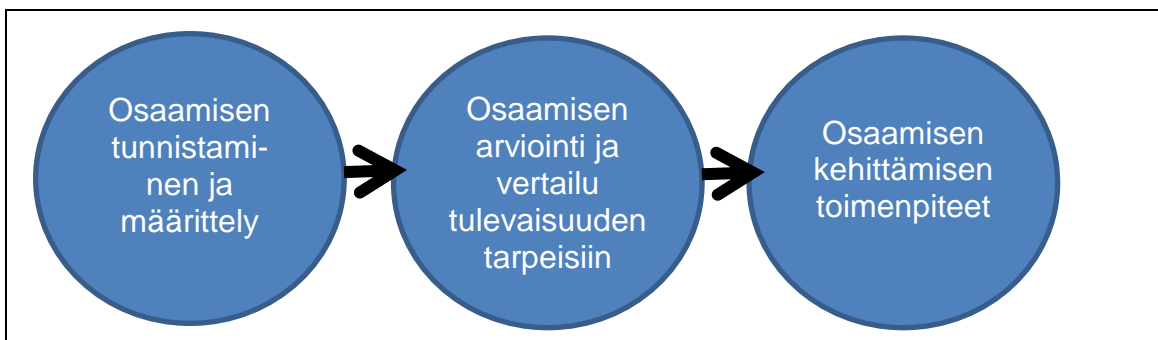 Osaamisen
tunnistami-
nen ja
määrittely
Osaamisen
arviointi ja
vertailu
tulevaisuuden
tarpeisiin
Osaamisen
kehittämisen
toimenpiteet